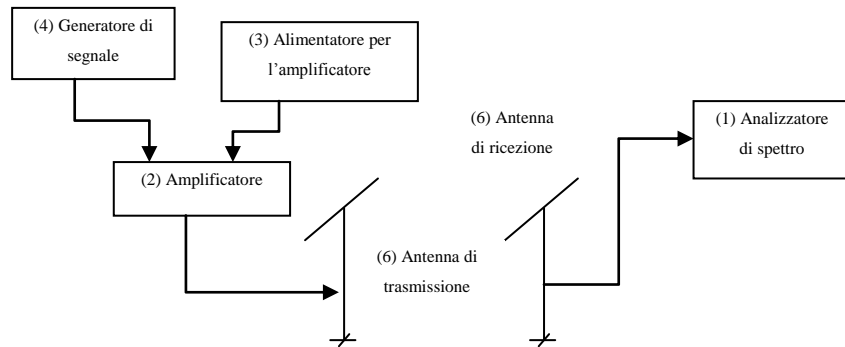 (4) Generatore di
segnale
(3) Alimentatore per
l’amplificatore
(6) Antenna
di ricezione
(1) Analizzatore
di spettro
(2) Amplificatore
(6) Antenna di
trasmissione